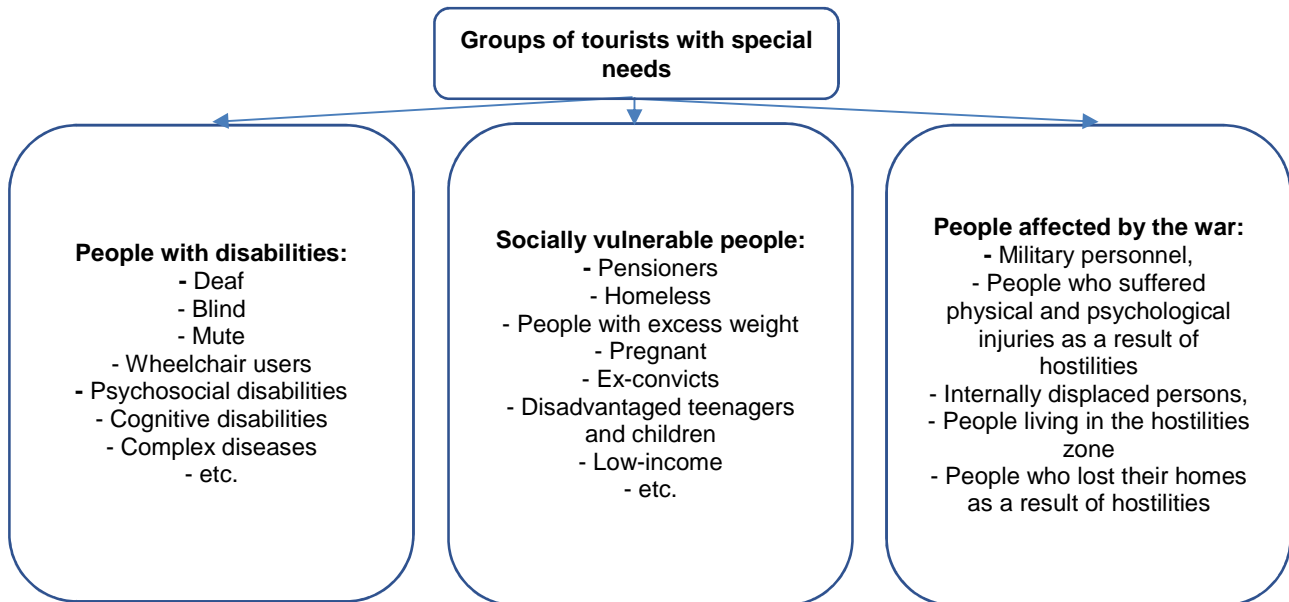 Groups of tourists with special
needs
People with disabilities:
- Deaf
- Blind
- Mute
- Wheelchair users
- Psychosocial disabilities
- Cognitive disabilities
- Complex diseases
- etc.
Socially vulnerable people:
- Pensioners
- Homeless
- People with excess weight
- Pregnant
- Ex-convicts
- Disadvantaged teenagers
and children
- Low-income
- etc.
People affected by the war:
- Military personnel,
- People who suffered
physical and psychological
injuries as a result of
hostilities
- Internally displaced persons,
- People living in the hostilities
zone
- People who lost their homes
as a result of hostilities